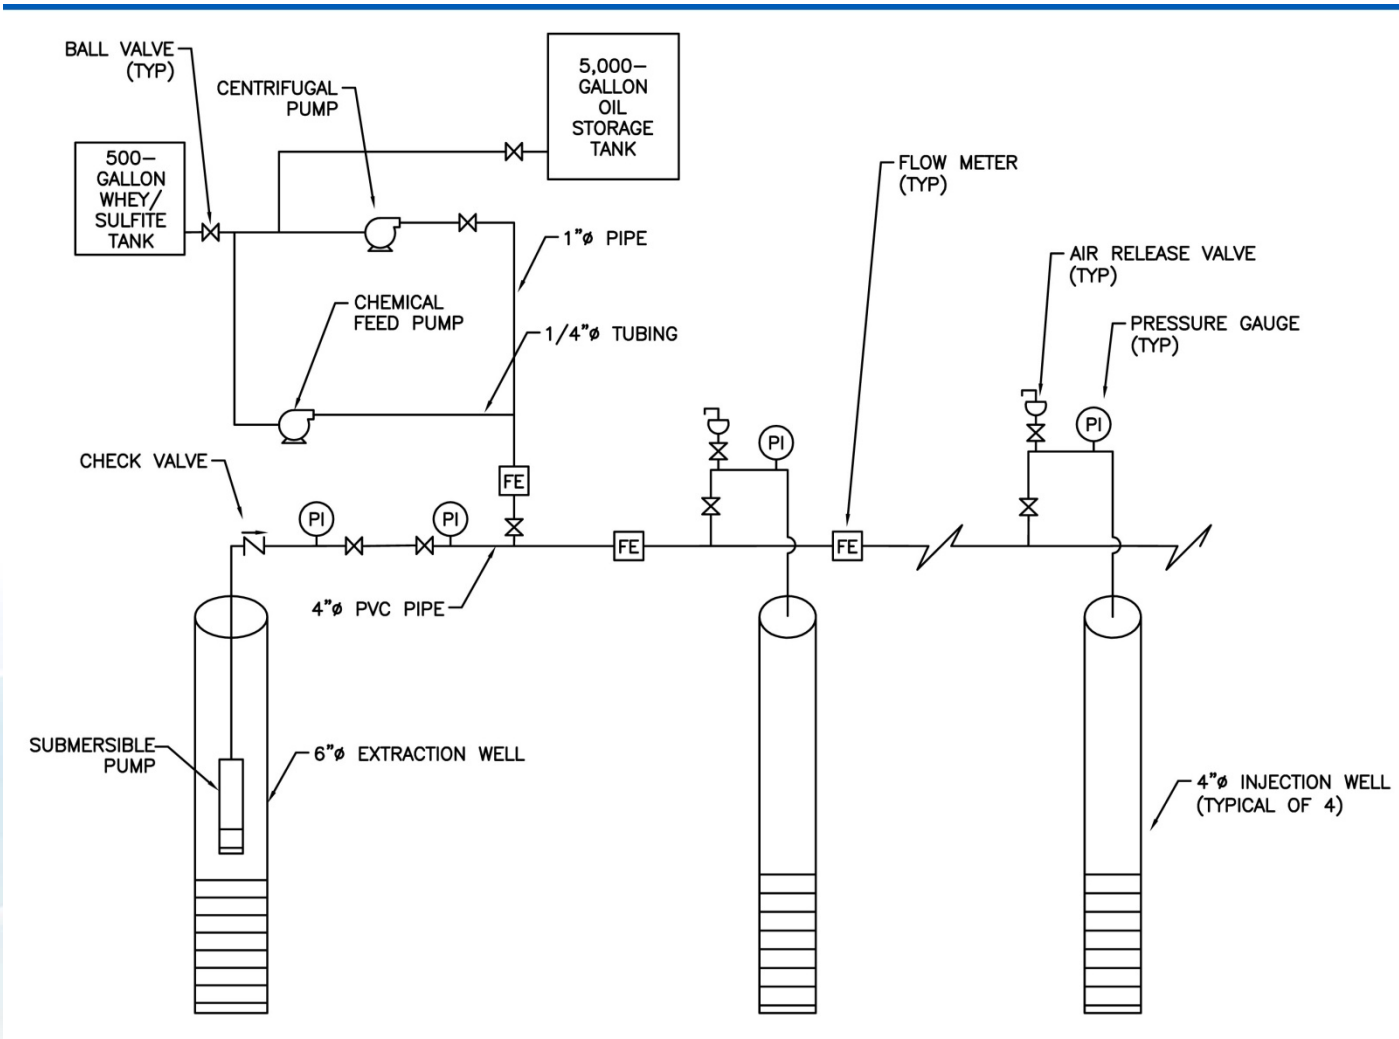 BALL VALVE
(TYP)
CENTRIFUGAL
PUMP
5,000-
GALLON
OIL
STORAGE
TANK
500-
GALLON
WHEY/
SULFITE
TANK
FLOW METER
(TYP)
1"ø PIPE
AIR RELEASE VALVE
(TYP)
CHEMICAL
FEED PUMP
1/4"ø TUBING
PRESSURE GAUGE
(TYP)
PI
PI
CHECK VALVE
FE
PI
PI
FE
FE
4"ø PVC PIPE
SUBMERSIBLE
PUMP
6"ø EXTRACTION WELL
4"ø INJECTION WELL
(TYPICAL OF 4)